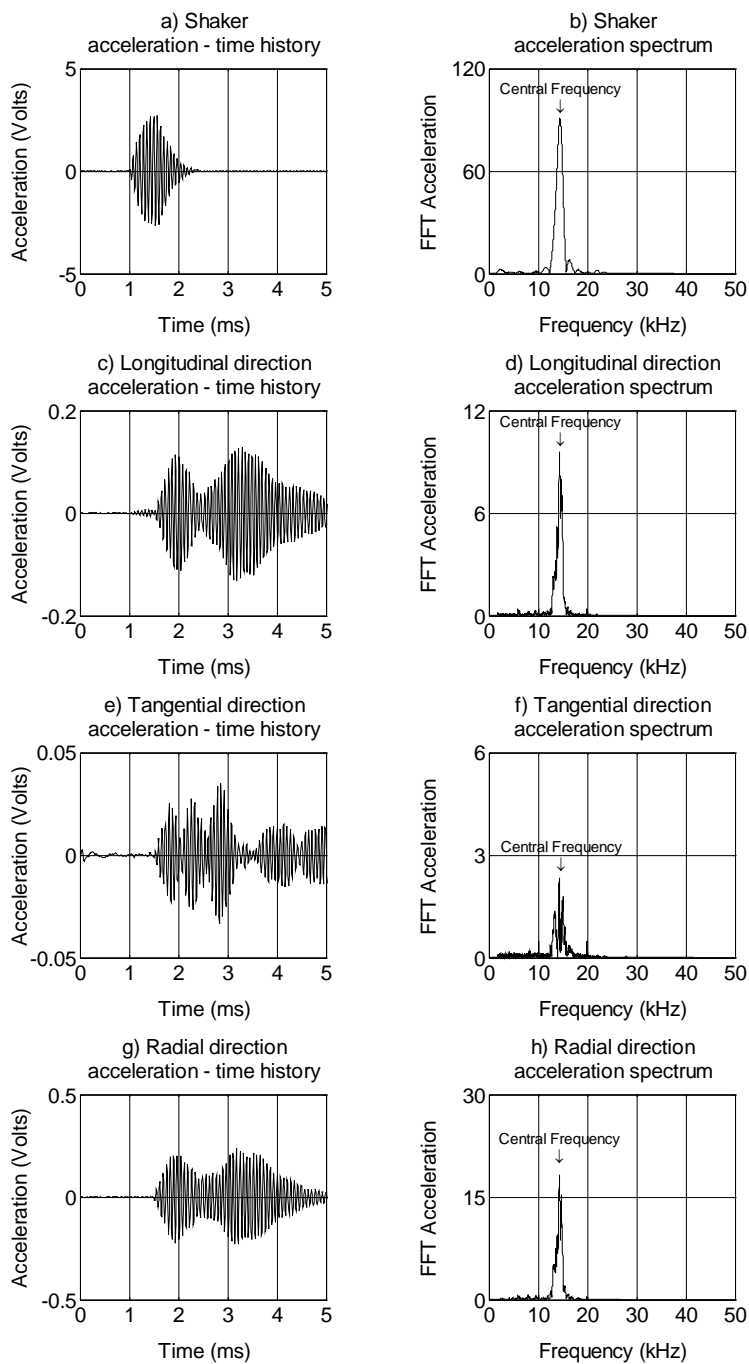 a) Shaker
acceleration - time history
5
0
-5
Acceleration (Volts)
0 1 2 3 4 5
Time (ms)
b) Shaker
acceleration spectrum
120
60
0
FFT Acceleration
Central Frequency
↓
0 10 20 30 40 50
Frequency (kHz)
c) Longitudinal direction
acceleration - time history
0.2
0
-0.2
Acceleration (Volts)
0 1 2 3 4 5
Time (ms)
d) Longitudinal direction
acceleration spectrum
12
6
0
FFT Acceleration
Central Frequency
↓
0 10 20 30 40 50
Frequency (kHz)
e) Tangential direction
acceleration - time history
0.05
0
-0.05
Acceleration (Volts)
0 1 2 3 4 5
Time (ms)
f) Tangential direction
acceleration spectrum
6
3
0
FFT Acceleration
Central Frequency
↓
0 10 20 30 40 50
Frequency (kHz)
g) Radial direction
acceleration - time history
0.5
0
-0.5
Acceleration (Volts)
0 1 2 3 4 5
Time (ms)
h) Radial direction
acceleration spectrum
30
15
0
FFT Acceleration
Central Frequency
↓
0 10 20 30 40 50
Frequency (kHz)